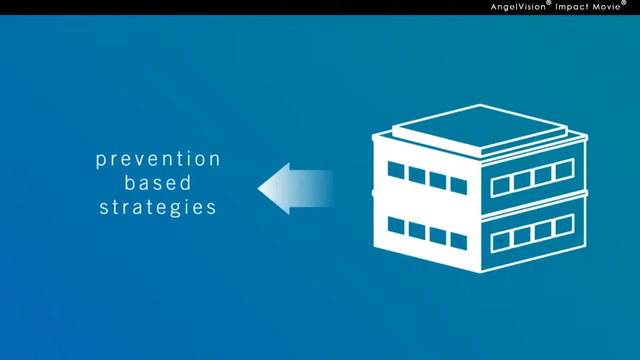 AngelVision® Impact Movie®
prevention
based
strategies